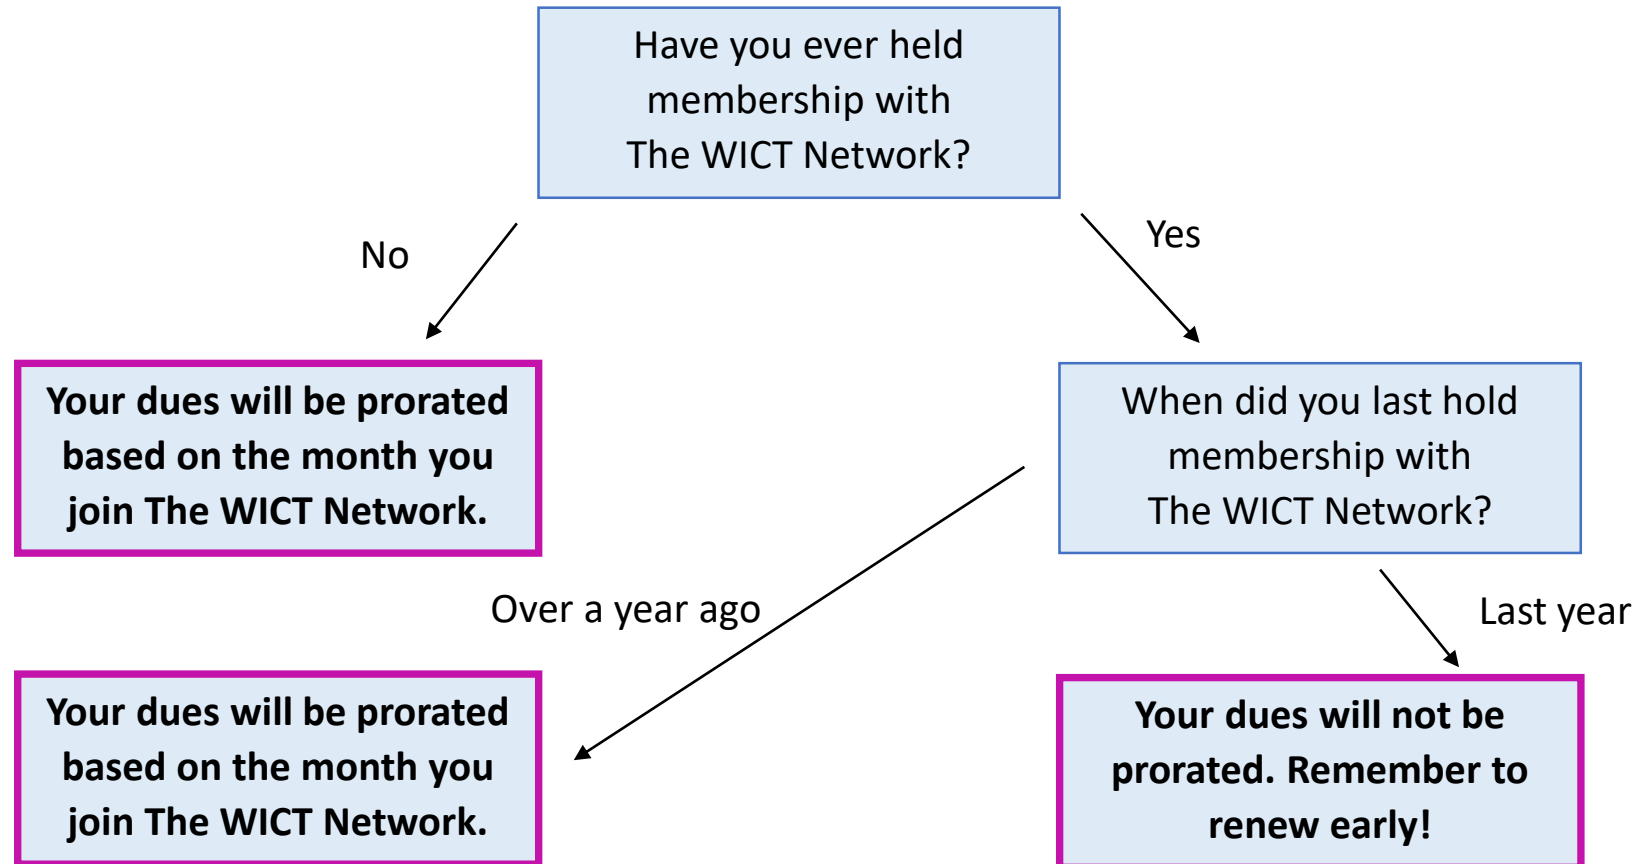 Have you ever held
membership with
The WICT Network?
No
Yes
Your dues will be prorated
based on the month you
join The WICT Network.
When did you last hold
membership with
The WICT Network?
Over a year ago
Last year
Your dues will be prorated
based on the month you
join The WICT Network.
Your dues will not be
prorated. Remember to
renew early!